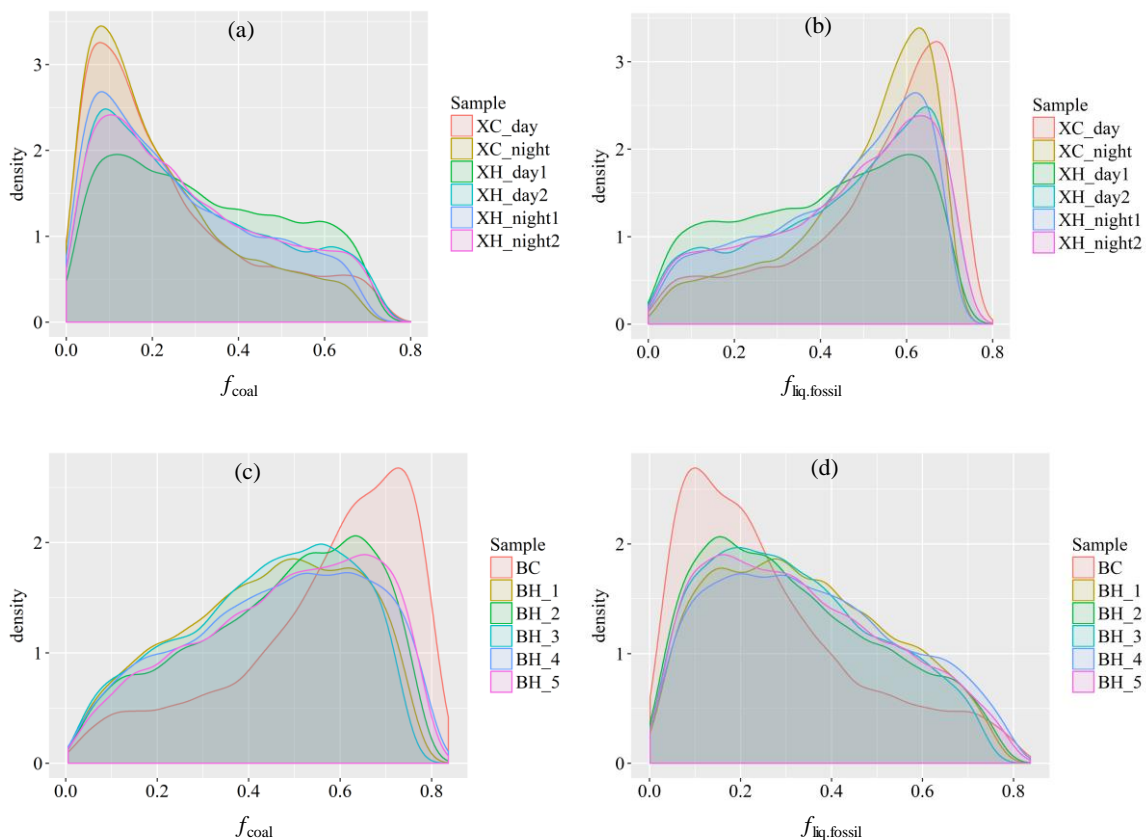 (a)
density
3
2
1
0
0.0 0.2 0.4 0.6 0.8
f coal
Sample
XC_day
XC_night
XH_day1
XH_day2
XH_night1
XH_night2
(b)
density
3
2
1
0
0.0 0.2 0.4 0.6 0.8
f liq.fossil
Sample
XC_day
XC_night
XH_day1
XH_day2
XH_night1
XH_night2
(c)
density
2
1
0
0.0 0.2 0.4 0.6 0.8
f coal
Sample
BC
BH_1
BH_2
BH_3
BH_4
BH_5
(d)
density
2
1
0
0.0 0.2 0.4 0.6 0.8
f liq.fossil
Sample
BC
BH_1
BH_2
BH_3
BH_4
BH_5